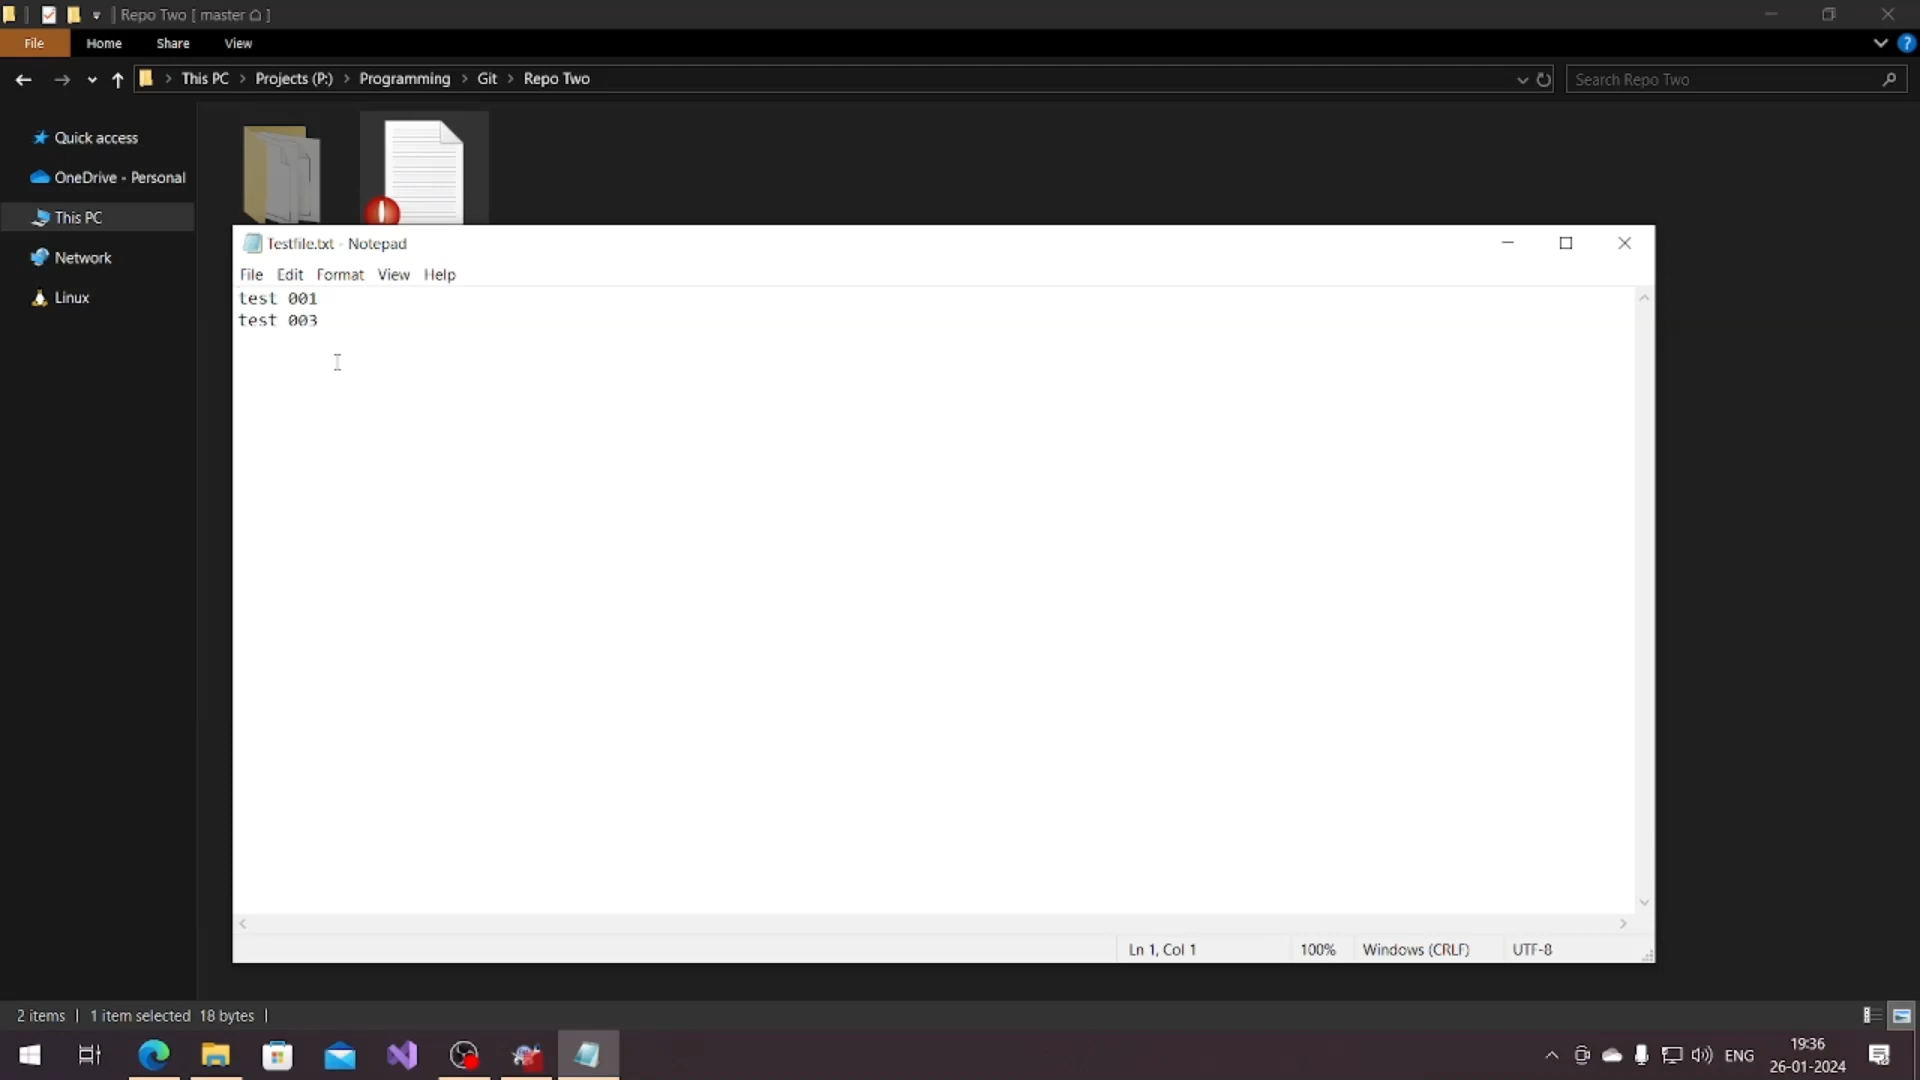 Repo Two [ master ⌂ ]
File Home Share View
This PC > Projects (P:) > Programming > Git > Repo Two
Search Repo Two
Quick access
OneDrive - Personal
This PC
Network
Linux
Testfile.txt - Notepad
File Edit Format View Help
test 001
test 003
Ln 1, Col 1 100% Windows (CRLF) UTF-8
2 items | 1 item selected 18 bytes |
ENG
19:36
26-01-2024